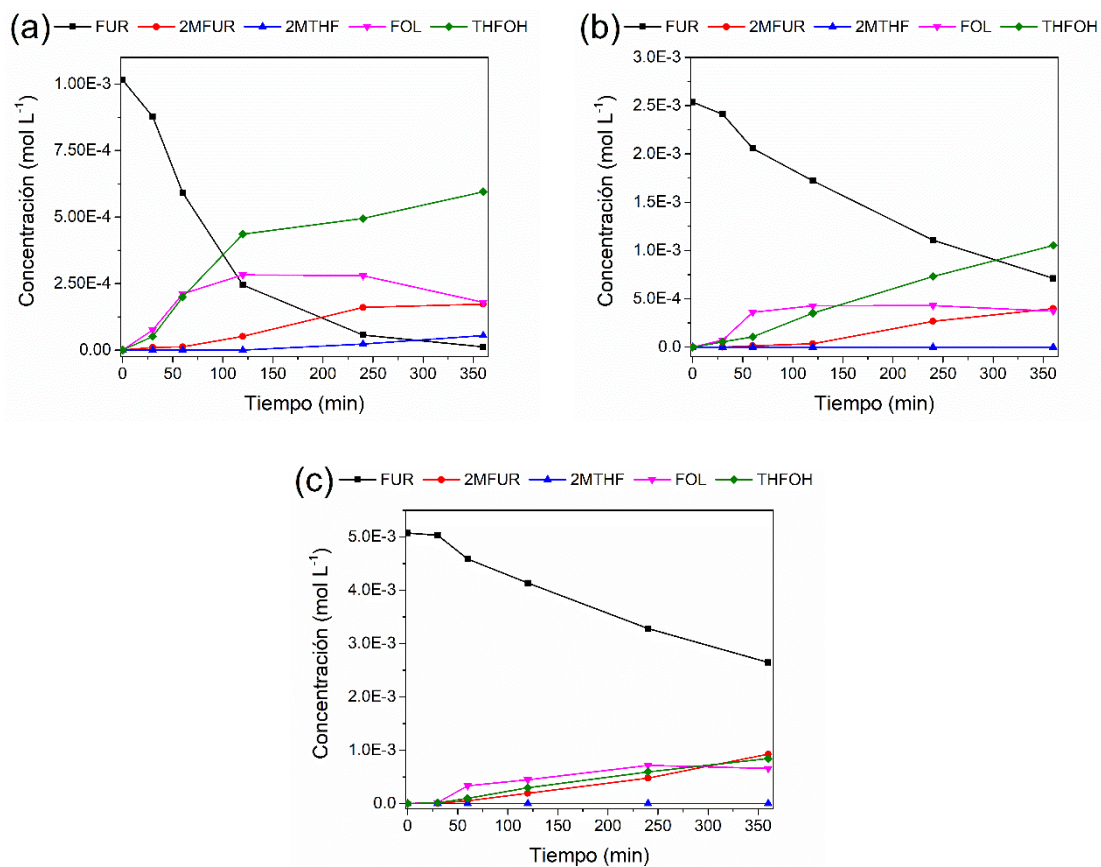 (a) FUR 2MFUR 2MTHF FOL THFOH
1.00E-3
7.50E-4
5.00E-4
2.50E-4
0.00
Concentración (mol L⁻¹)
0 50 100 150 200 250 300 350
Tiempo (min)
(b) FUR 2MFUR 2MTHF FOL THFOH
3.0E-3
2.5E-3
2.0E-3
1.5E-3
1.0E-3
5.0E-4
0.0
Concentración (mol L⁻¹)
0 50 100 150 200 250 300 350
Tiempo (min)
(c) FUR 2MFUR 2MTHF FOL THFOH
5.0E-3
4.0E-3
3.0E-3
2.0E-3
1.0E-3
0.0
Concentración (mol L⁻¹)
0 50 100 150 200 250 300 350
Tiempo (min)